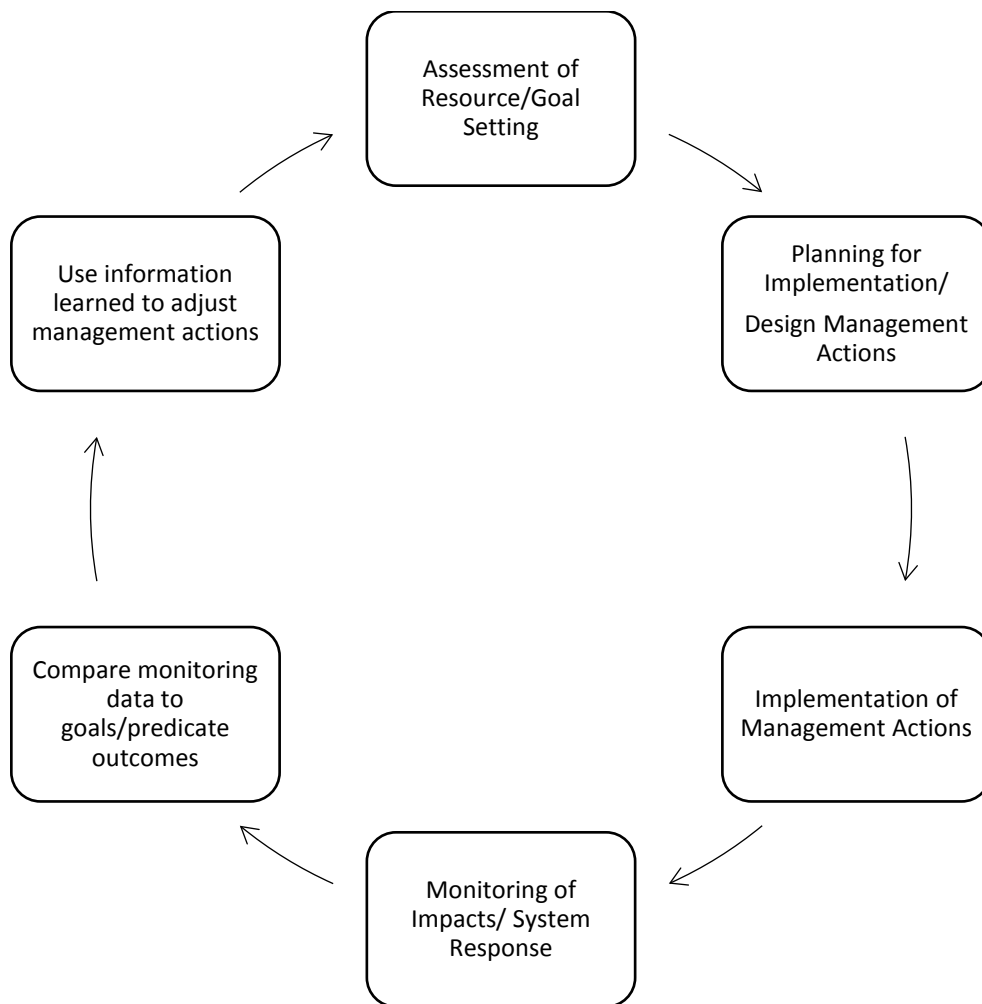 Assessment of
Resource/Goal
Setting
Planning for
Implementation/
Design Management
Actions
Implementation of
Management Actions
Monitoring of
Impacts/ System
Response
Compare monitoring
data to
goals/predicate
outcomes
Use information
learned to adjust
management actions